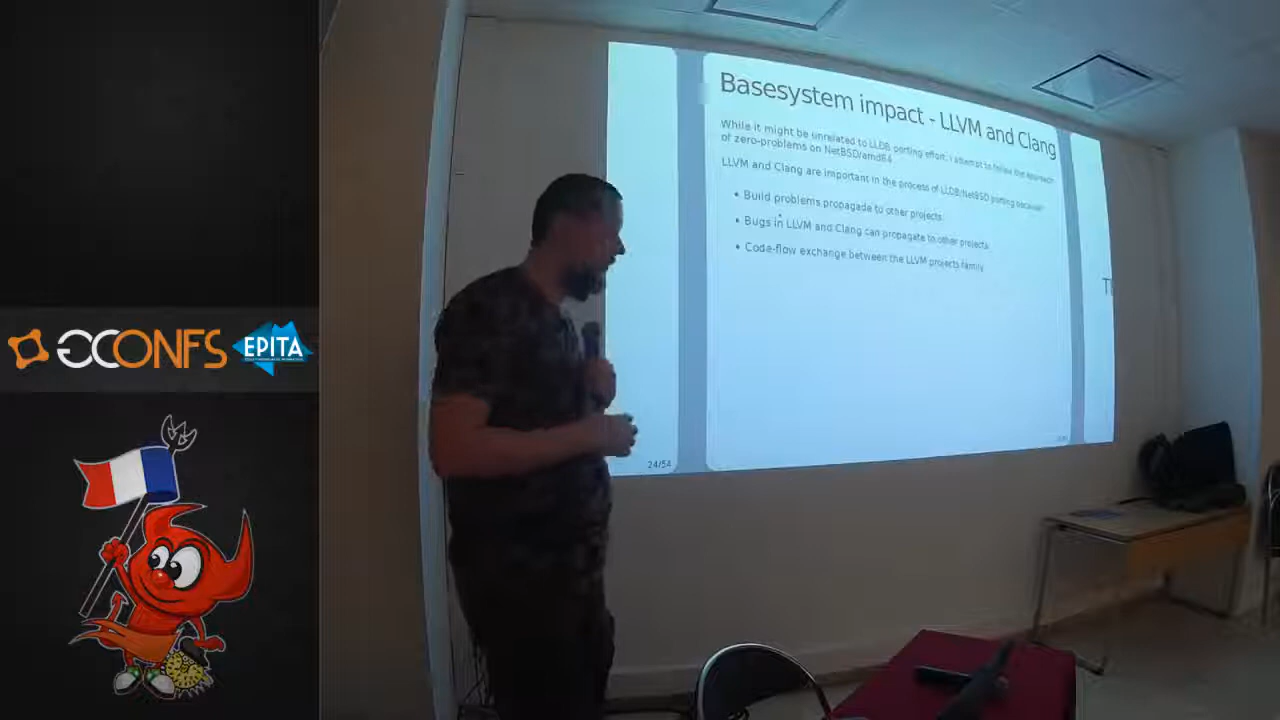 GCONFS
EPITA
Basesystem impact - LLVM and Clang
While it might be unrelated to LLDB porting effort, I attempt to follow the approach
of zero-problems on NetBSD/amd64
LLVM and Clang are important in the process of LLDB/NetBSD porting because:
• Build problems propagade to other projects
• Bugs in LLVM and Clang can propagate to other projects
• Code-flow exchange between the LLVM projects family
24/54